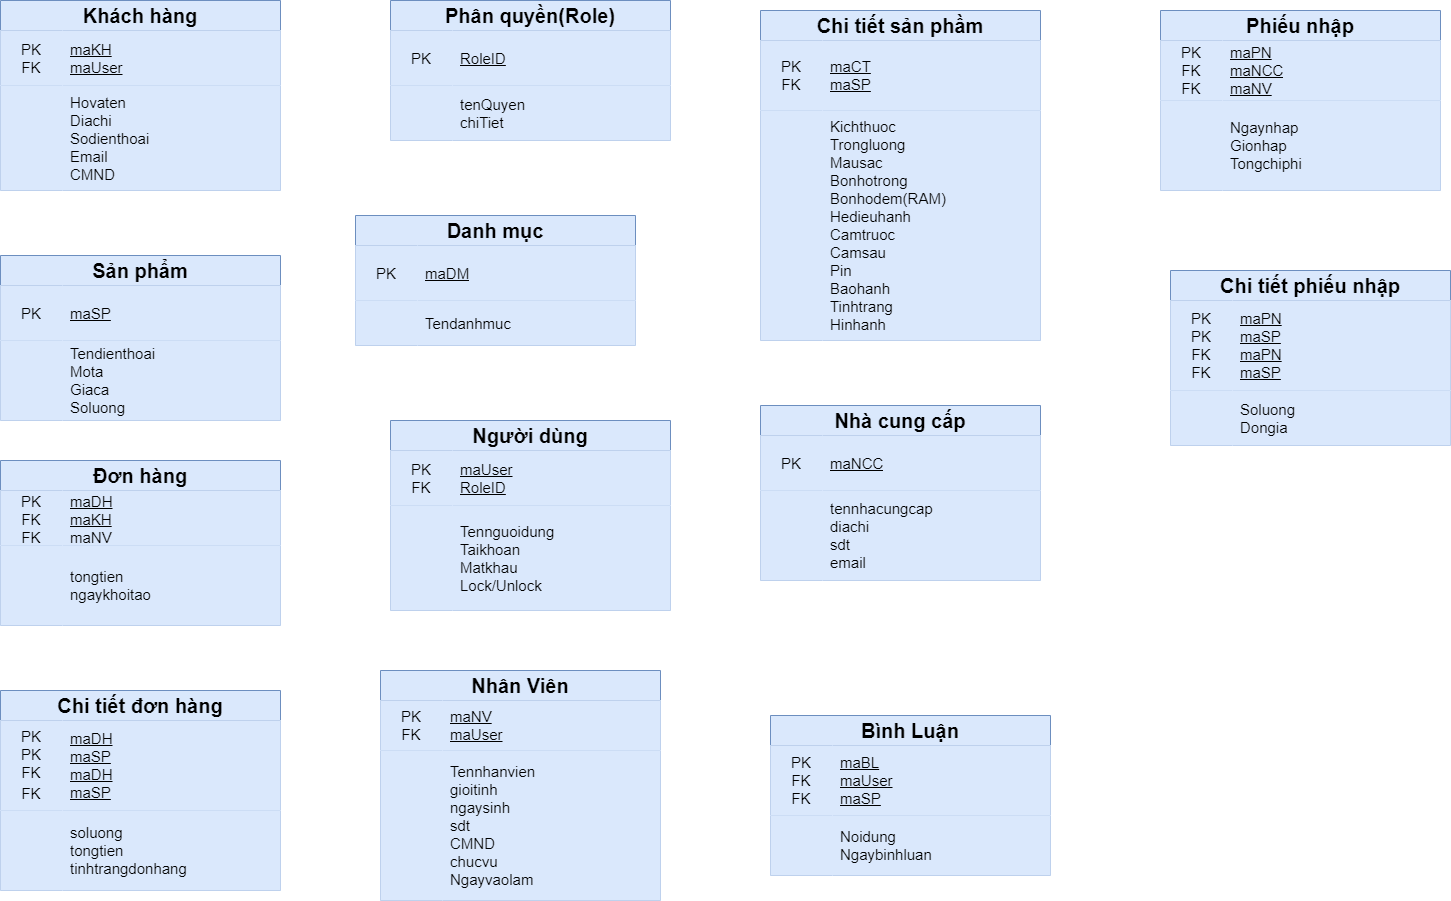 Khách hàng
PK maKH
FK maUser
Hovaten
Diachi
Sodienthoai
Email
CMND
Phân quyền(Role)
PK RoleID
tenQuyen
chiTiet
Chi tiết sản phầm
PK maCT
FK maSP
Kichthuoc
Trongluong
Mausac
Bonhotrong
Bonhodem(RAM)
Hedieuhanh
Camtruoc
Camsau
Pin
Baohanh
Tinhtrang
Hinhanh
Phiếu nhập
PK maPN
FK maNCC
FK maNV
Ngaynhap
Gionhap
Tongchiphi
Sản phẩm
PK maSP
Tendienthoai
Mota
Giaca
Soluong
Danh mục
PK maDM
Tendanhmuc
Chi tiết phiếu nhập
PK maPN
PK maSP
FK maPN
FK maSP
Soluong
Dongia
Đơn hàng
PK maDH
FK maKH
FK maNV
tongtien
ngaykhoitao
Người dùng
PK maUser
FK RoleID
Tennguoidung
Taikhoan
Matkhau
Lock/Unlock
Nhà cung cấp
PK maNCC
tennhacungcap
diachi
sdt
email
Chi tiết đơn hàng
PK maDH
PK maSP
FK maDH
FK maSP
soluong
tongtien
tinhtrangdonhang
Nhân Viên
PK maNV
FK maUser
Tennhanvien
gioitinh
ngaysinh
sdt
CMND
chucvu
Ngayvaolam
Bình Luận
PK maBL
FK maUser
FK maSP
Noidung
Ngaybinhluan